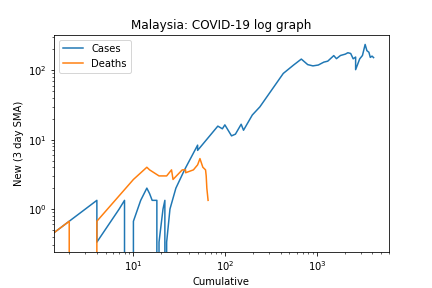 Malaysia: COVID-19 log graph
Cases
Deaths
New (3 day SMA)
10²
10¹
10⁰
10¹ 10² 10³
Cumulative